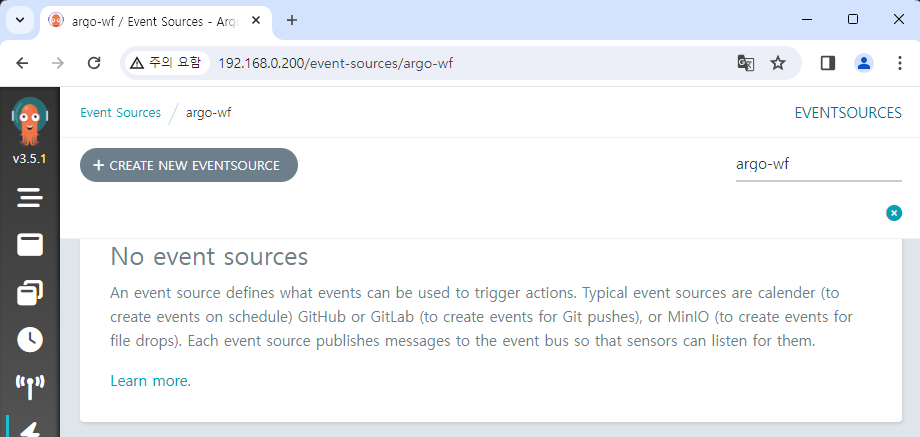 argo-wf / Event Sources - Argo
주의 요함
192.168.0.200/event-sources/argo-wf
v3.5.1
Event Sources
argo-wf
EVENTSOURCES
+ CREATE NEW EVENTSOURCE
argo-wf
No event sources
An event source defines what events can be used to trigger actions. Typical event sources are calender (to
create events on schedule) GitHub or GitLab (to create events for Git pushes), or MinIO (to create events for
file drops). Each event source publishes messages to the event bus so that sensors can listen for them.
Learn more.